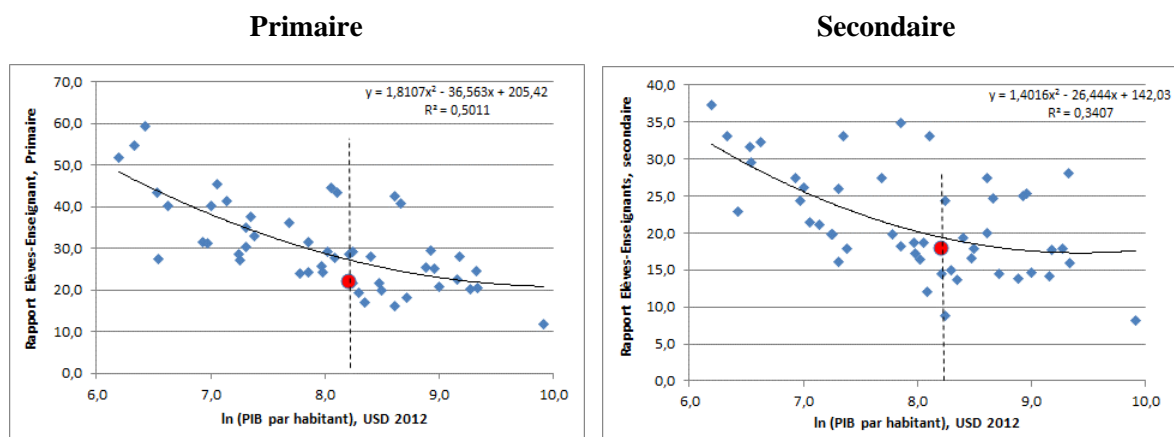 Primaire
Rapport Elèves-Enseignant, Primaire
70,0
60,0
50,0
40,0
30,0
20,0
10,0
0,0
y = 1,8107x² - 36,563x + 205,42
R² = 0,5011
6,0 7,0 8,0 9,0 10,0
ln (PIB par habitant), USD 2012
Secondaire
Rapport Elèves-Enseignants, secondaire
40,0
35,0
30,0
25,0
20,0
15,0
10,0
5,0
0,0
y = 1,4016x² - 26,444x + 142,03
R² = 0,3407
6,0 7,0 8,0 9,0 10,0
ln (PIB par habitant), USD 2012